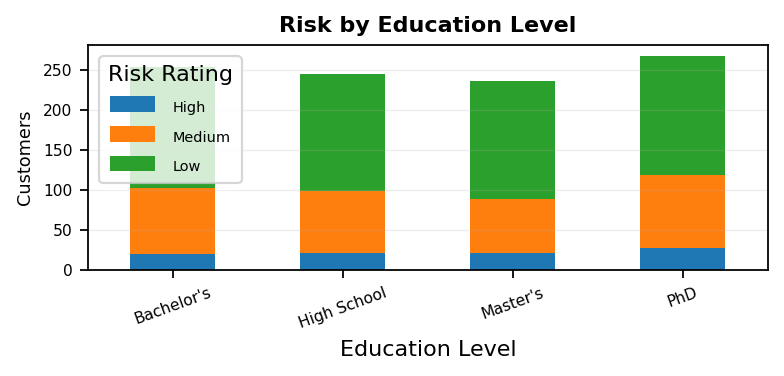 Risk by Education Level
Customers
250
200
150
100
50
0
Risk Rating
High
Medium
Low
Bachelor's
High School
Master's
PhD
Education Level